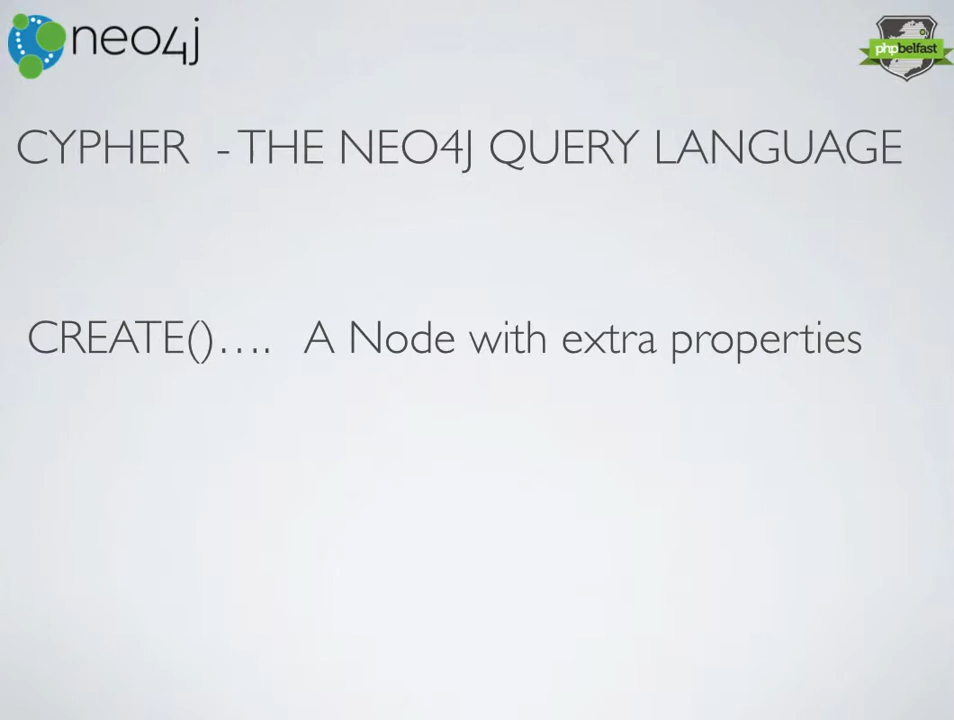 neo4j
phpbelfast
CYPHER - THE NEO4J QUERY LANGUAGE
CREATE()…. A Node with extra properties